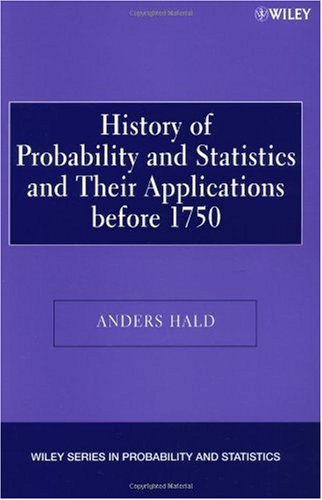 WILEY
History of
Probability and Statistics
and Their Applications
before 1750
ANDERS HALD
WILEY SERIES IN PROBABILITY AND STATISTICS